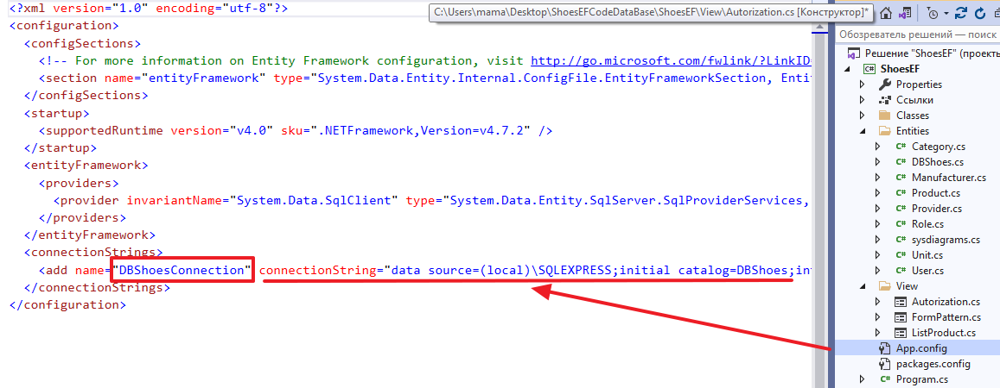 <?xml version="1.0" encoding="utf-8"?>
<configuration>
<configSections>
<!-- For more information on Entity Framework configuration, visit http://go.microsoft.com/fwlink/?LinkID=
<section name="entityFramework" type="System.Data.Entity.Internal.ConfigFile.EntityFrameworkSection, Entit
</configSections>
<startup>
<supportedRuntime version="v4.0" sku=".NETFramework,Version=v4.7.2" />
</startup>
<entityFramework>
<providers>
<provider invariantName="System.Data.SqlClient" type="System.Data.Entity.SqlServer.SqlProviderServices,
</providers>
</entityFramework>
<connectionStrings>
<add name="DBShoesConnection" connectionString="data source=(local)\SQLEXPRESS;initial catalog=DBShoes;in
</connectionStrings>
</configuration>
C:\Users\mama\Desktop\ShoesEFCodeDataBase\ShoesEF\View\Autorization.cs [Конструктор]*
Обозреватель решений — поиск
Решение "ShoesEF" (проекты
ShoesEF
Properties
Ссылки
Classes
Entities
Category.cs
DBShoes.cs
Manufacturer.cs
Product.cs
Provider.cs
Role.cs
sysdiagrams.cs
Unit.cs
User.cs
View
Autorization.cs
FormPattern.cs
ListProduct.cs
App.config
packages.config
Program.cs